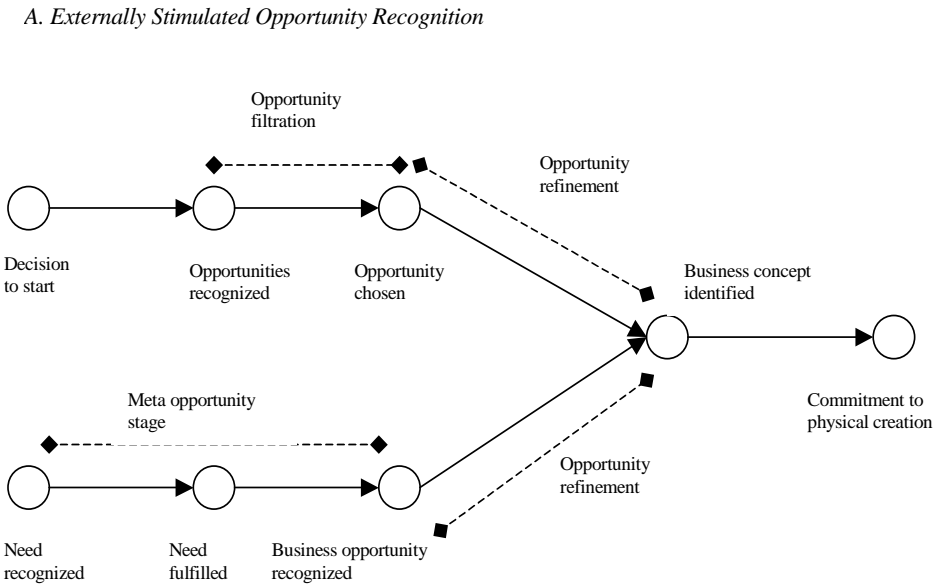 A. Externally Stimulated Opportunity Recognition
Opportunity
filtration
Opportunity
refinement
Decision
to start
Opportunities
recognized
Opportunity
chosen
Business concept
identified
Meta opportunity
stage
Commitment to
physical creation
Opportunity
refinement
Need
recognized
Need
fulfilled
Business opportunity
recognized